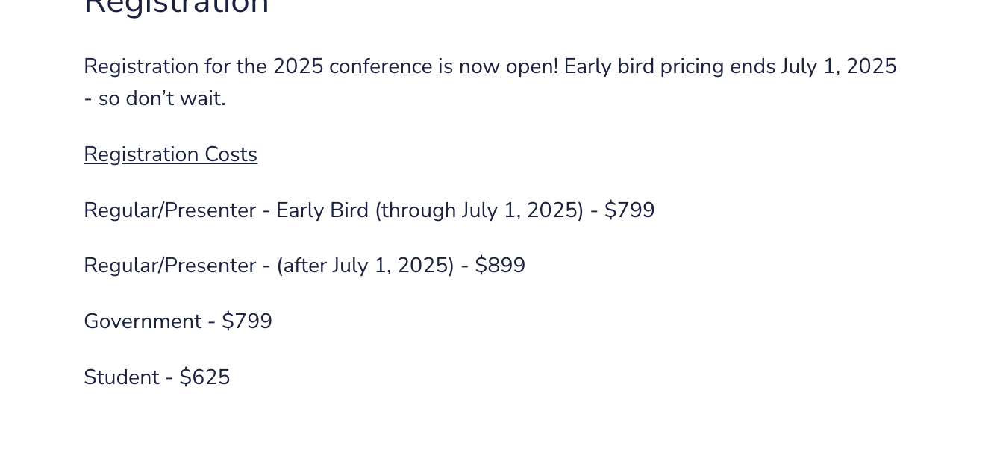 Registration
Registration for the 2025 conference is now open! Early bird pricing ends July 1, 2025
- so don’t wait.
Registration Costs
Regular/Presenter - Early Bird (through July 1, 2025) - $799
Regular/Presenter - (after July 1, 2025) - $899
Government - $799
Student - $625